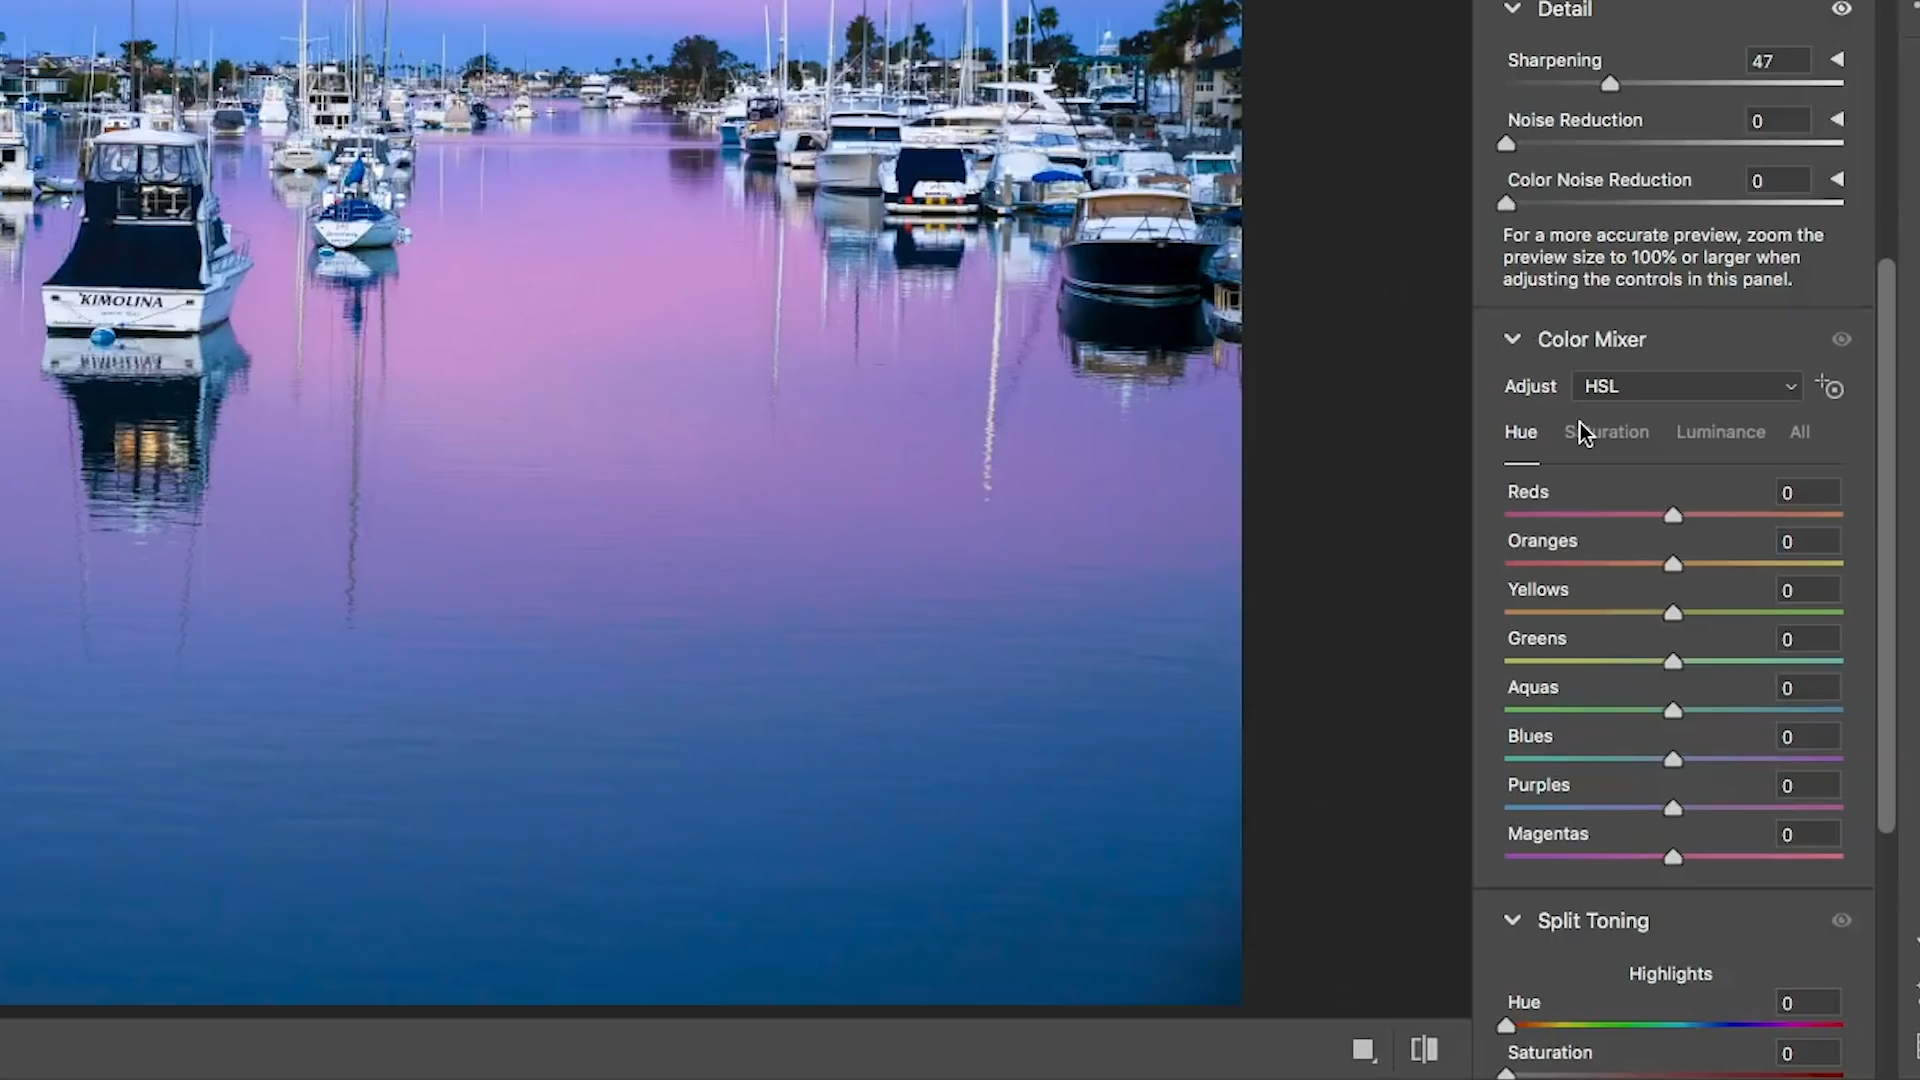 Detail
Sharpening 47
Noise Reduction 0
Color Noise Reduction 0
For a more accurate preview, zoom the
preview size to 100% or larger when
adjusting the controls in this panel.
Color Mixer
Adjust HSL
Hue Saturation Luminance All
Reds 0
Oranges 0
Yellows 0
Greens 0
Aquas 0
Blues 0
Purples 0
Magentas 0
Split Toning
Highlights
Hue 0
Saturation 0
KIMOLINA